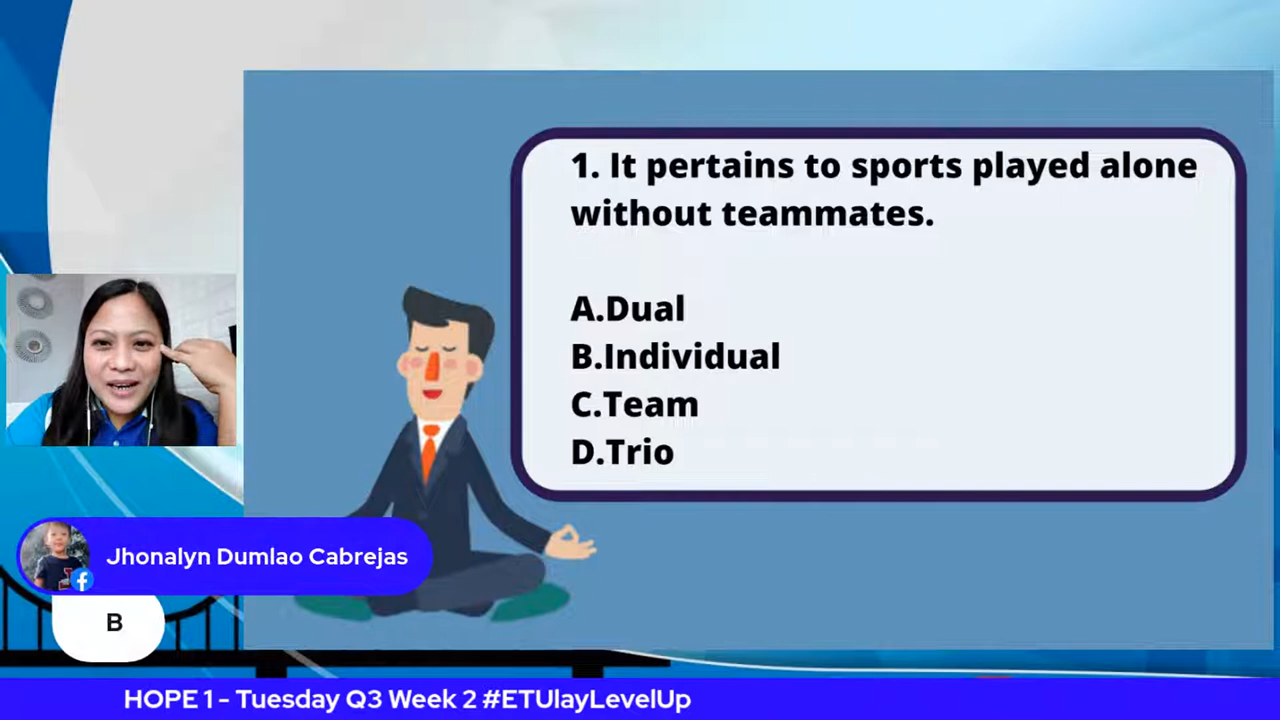 1. It pertains to sports played alone
without teammates.
A.Dual
B.Individual
C.Team
D.Trio
Jhonalyn Dumlao Cabrejas
B
HOPE 1 - Tuesday Q3 Week 2 #ETUlayLevelUp